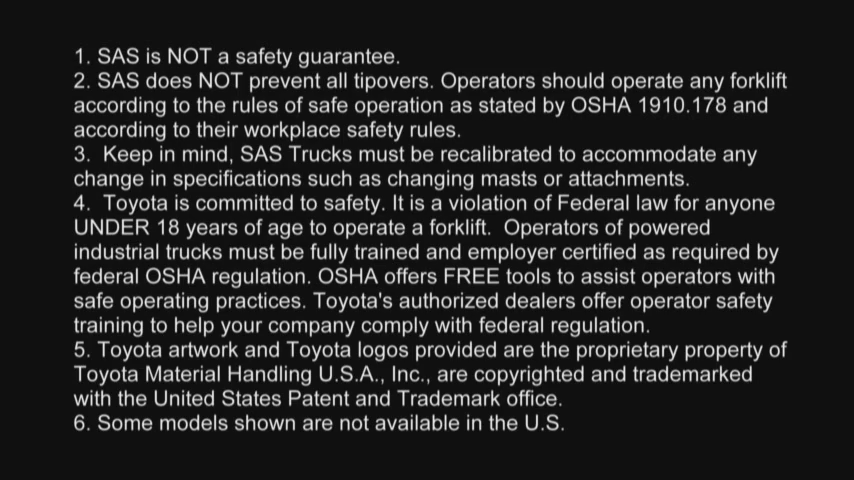 1. SAS is NOT a safety guarantee.
2. SAS does NOT prevent all tipovers. Operators should operate any forklift
according to the rules of safe operation as stated by OSHA 1910.178 and
according to their workplace safety rules.
3.  Keep in mind, SAS Trucks must be recalibrated to accommodate any
change in specifications such as changing masts or attachments.
4.  Toyota is committed to safety. It is a violation of Federal law for anyone
UNDER 18 years of age to operate a forklift.  Operators of powered
industrial trucks must be fully trained and employer certified as required by
federal OSHA regulation. OSHA offers FREE tools to assist operators with
safe operating practices. Toyota's authorized dealers offer operator safety
training to help your company comply with federal regulation.
5. Toyota artwork and Toyota logos provided are the proprietary property of
Toyota Material Handling U.S.A., Inc., are copyrighted and trademarked
with the United States Patent and Trademark office.
6. Some models shown are not available in the U.S.